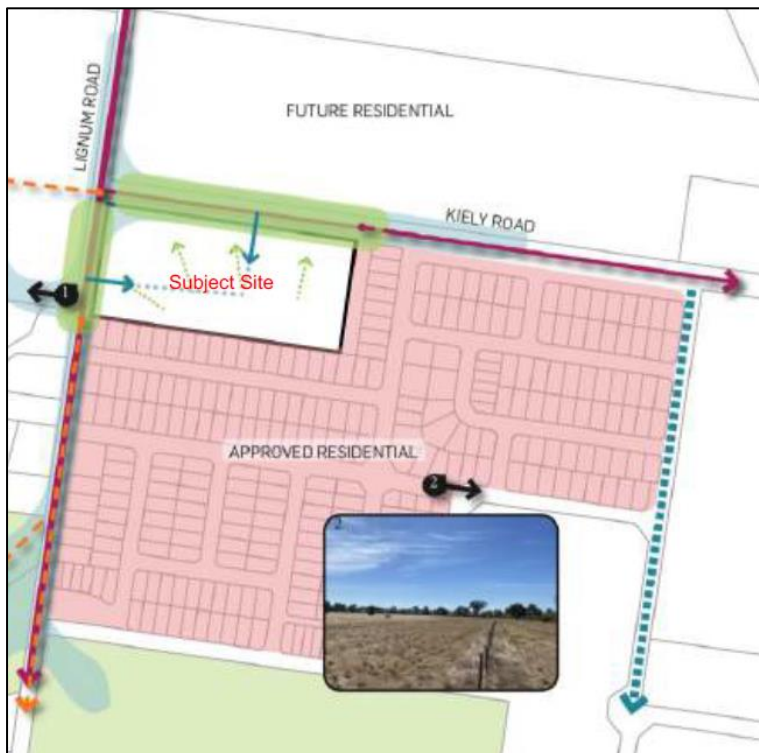 LIGNUM ROAD
FUTURE RESIDENTIAL
KIELY ROAD
Subject Site
1
APPROVED RESIDENTIAL
2
2